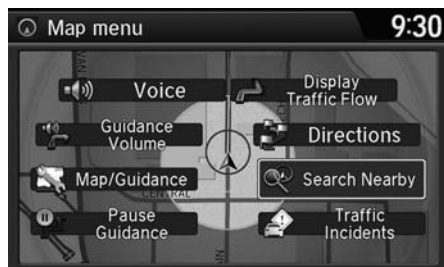 Map menu
9:30
Voice
Display
Traffic Flow
Guidance
Volume
Directions
Map/Guidance
Search Nearby
CENTRAL
Pause
Guidance
Traffic
Incidents